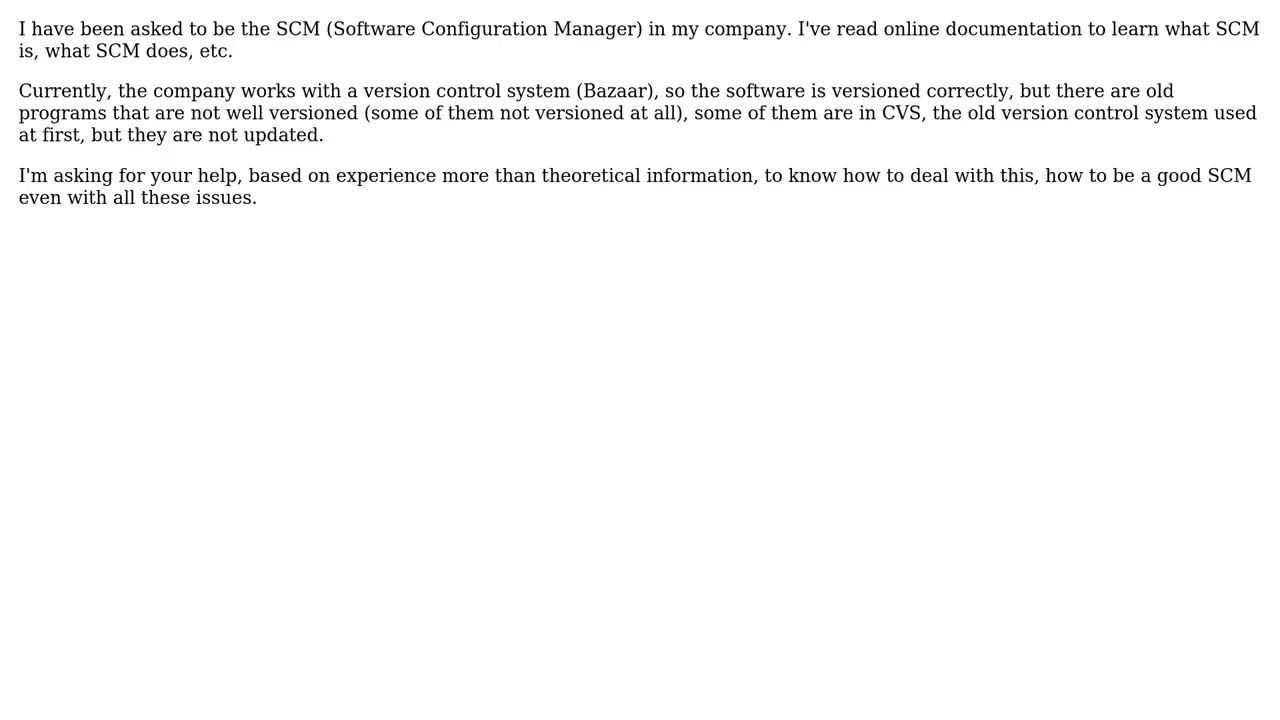 I have been asked to be the SCM (Software Configuration Manager) in my company. I've read online documentation to learn what SCM
is, what SCM does, etc.
Currently, the company works with a version control system (Bazaar), so the software is versioned correctly, but there are old
programs that are not well versioned (some of them not versioned at all), some of them are in CVS, the old version control system used
at first, but they are not updated.
I'm asking for your help, based on experience more than theoretical information, to know how to deal with this, how to be a good SCM
even with all these issues.